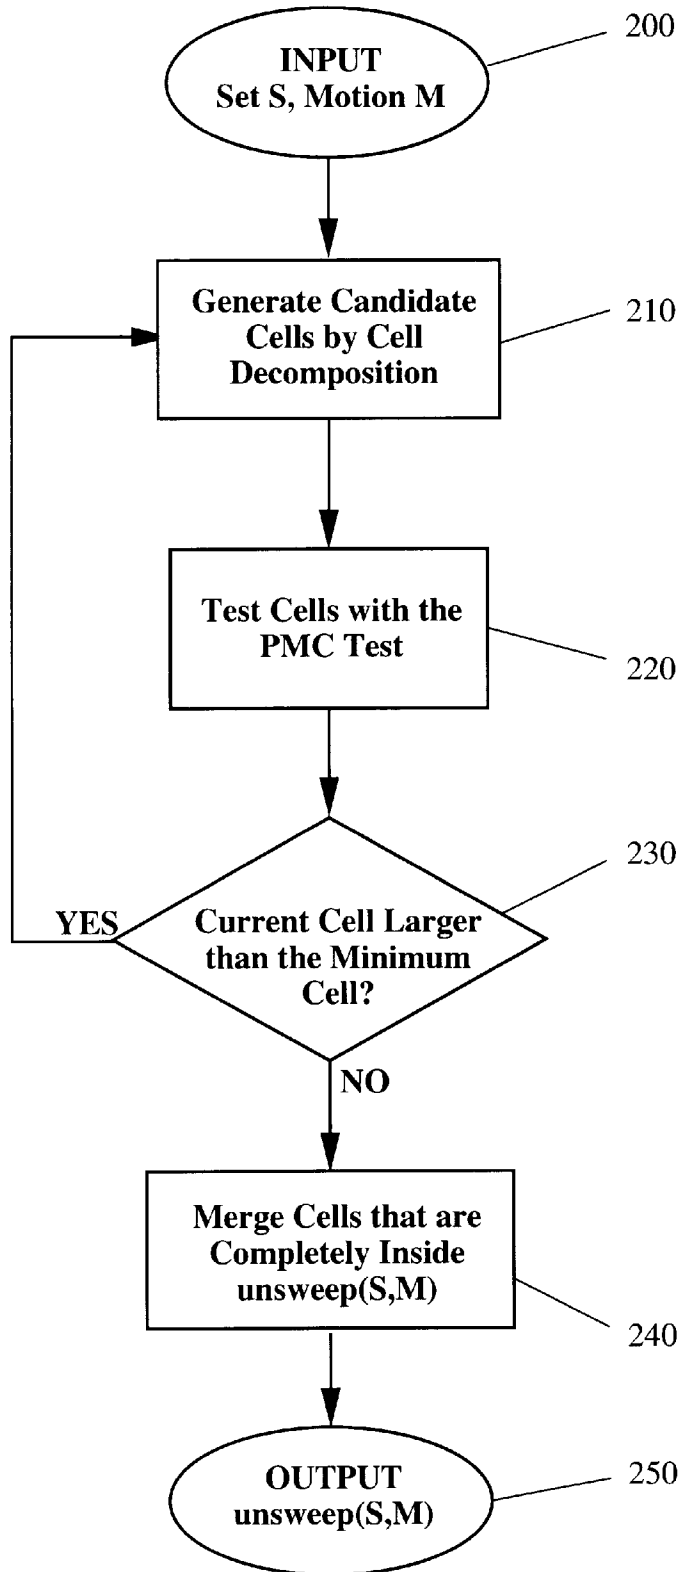 200
INPUT
Set S, Motion M
210
Generate Candidate
Cells by Cell
Decomposition
Test Cells with the
PMC Test
220
230
YES
Current Cell Larger
than the Minimum
Cell?
NO
Merge Cells that are
Completely Inside
unsweep(S,M)
240
OUTPUT
unsweep(S,M)
250